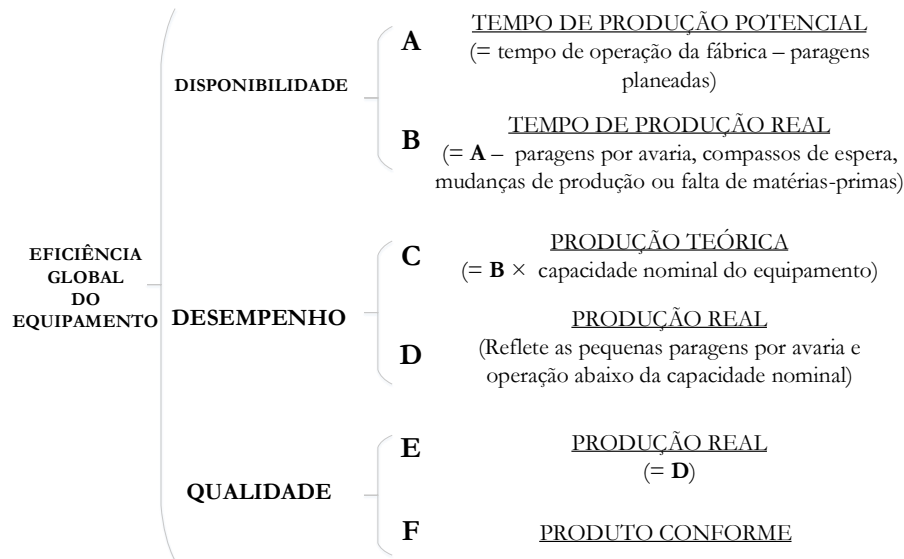 EFICIÊNCIA
GLOBAL
DO
EQUIPAMENTO
DISPONIBILIDADE
A
TEMPO DE PRODUÇÃO POTENCIAL
(= tempo de operação da fábrica – paragens
planeadas)
B
TEMPO DE PRODUÇÃO REAL
(= A – paragens por avaria, compassos de espera,
mudanças de produção ou falta de matérias-primas)
DESEMPENHO
C
PRODUÇÃO TEÓRICA
(= B × capacidade nominal do equipamento)
D
PRODUÇÃO REAL
(Reflete as pequenas paragens por avaria e
operação abaixo da capacidade nominal)
QUALIDADE
E
PRODUÇÃO REAL
(= D)
F
PRODUTO CONFORME